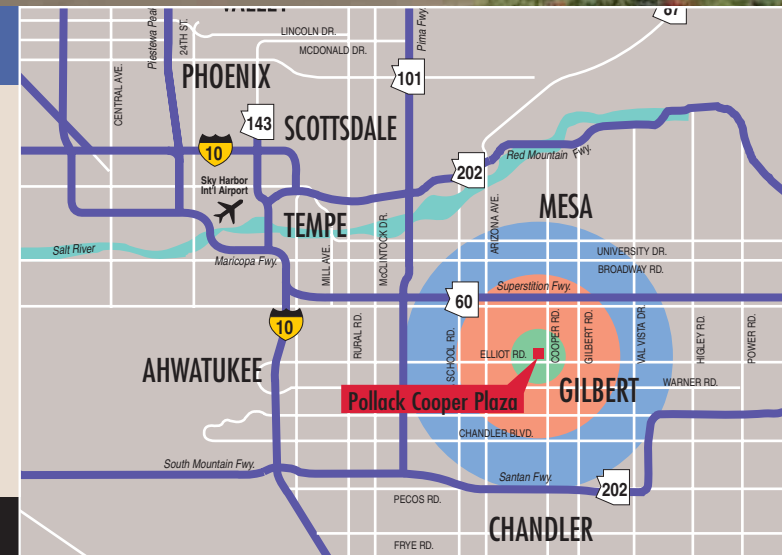 VALLEY
87
LINCOLN DR.
MCDONALD DR.
Piestewa Peak
24TH ST.
Pima Fwy.
CENTRAL AVE.
PHOENIX
101
143
SCOTTSDALE
10
Red Mountain Fwy.
202
Sky Harbor
Int'l Airport
MESA
TEMPE
Salt River
Maricopa Fwy.
MILL AVE.
McCLINTOCK DR.
ARIZONA AVE.
UNIVERSITY DR.
BROADWAY RD.
Superstition Fwy.
60
10
RURAL RD.
SCHOOL RD.
ELLIOT RD.
COOPER RD.
GILBERT RD.
VAL VISTA DR.
HIGLEY RD.
POWER RD.
AHWATUKEE
GILBERT
WARNER RD.
Pollack Cooper Plaza
CHANDLER BLVD.
South Mountain Fwy.
Santan Fwy.
202
PECOS RD.
CHANDLER
FRYE RD.